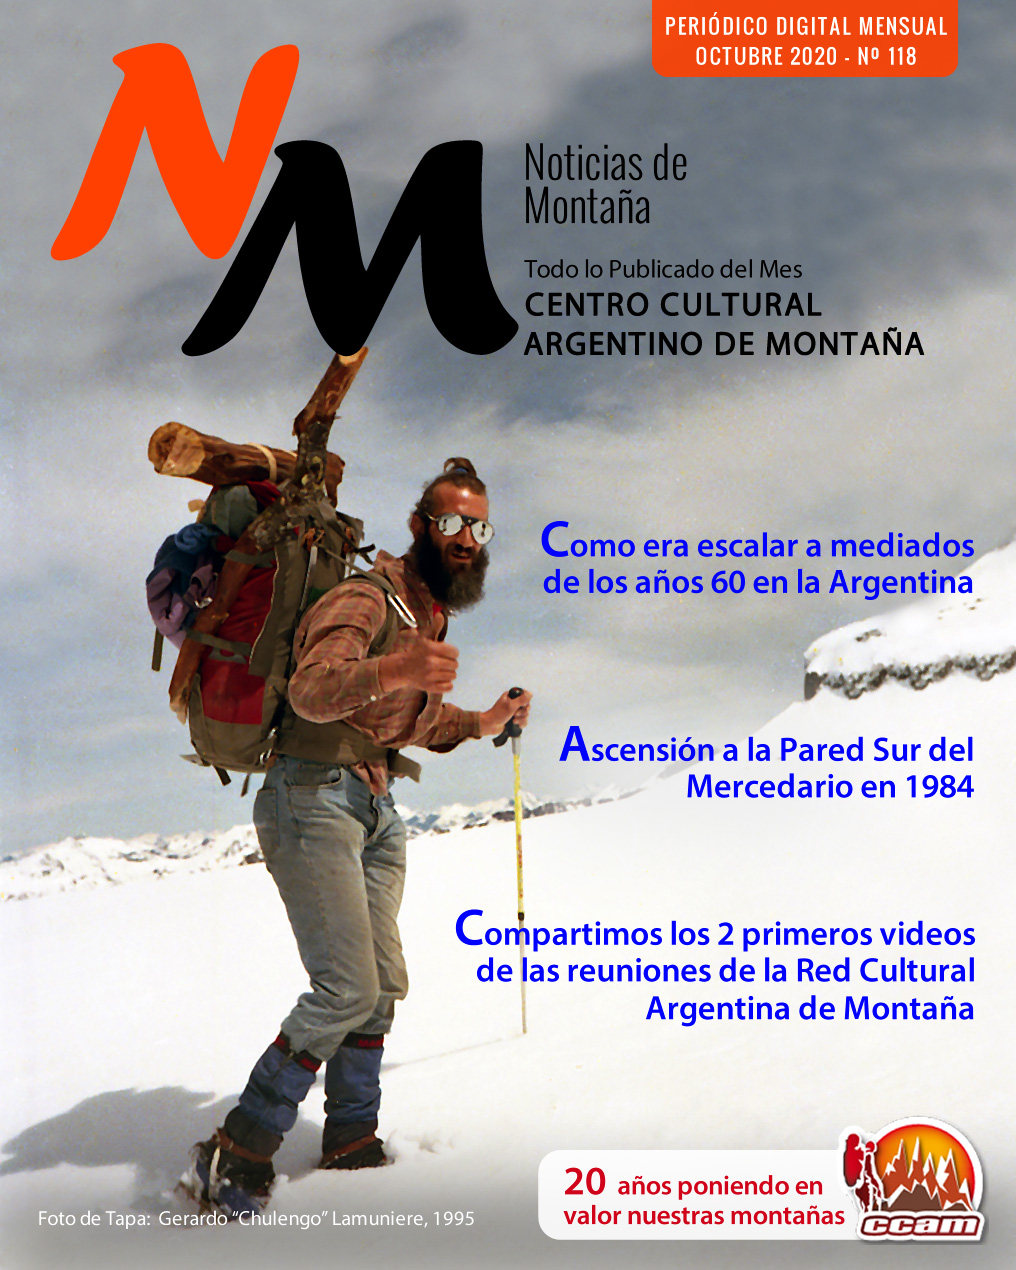 PERIÓDICO DIGITAL MENSUAL
OCTUBRE 2020 - Nº 118
NM
Noticias de
Montaña
Todo lo Publicado del Mes
CENTRO CULTURAL
ARGENTINO DE MONTAÑA
Como era escalar a mediados
de los años 60 en la Argentina
Ascensión a la Pared Sur del
Mercedario en 1984
Compartimos los 2 primeros videos
de las reuniones de la Red Cultural
Argentina de Montaña
20 años poniendo en
valor nuestras montañas
ccam
Foto de Tapa: Gerardo “Chulengo” Lamuniere, 1995